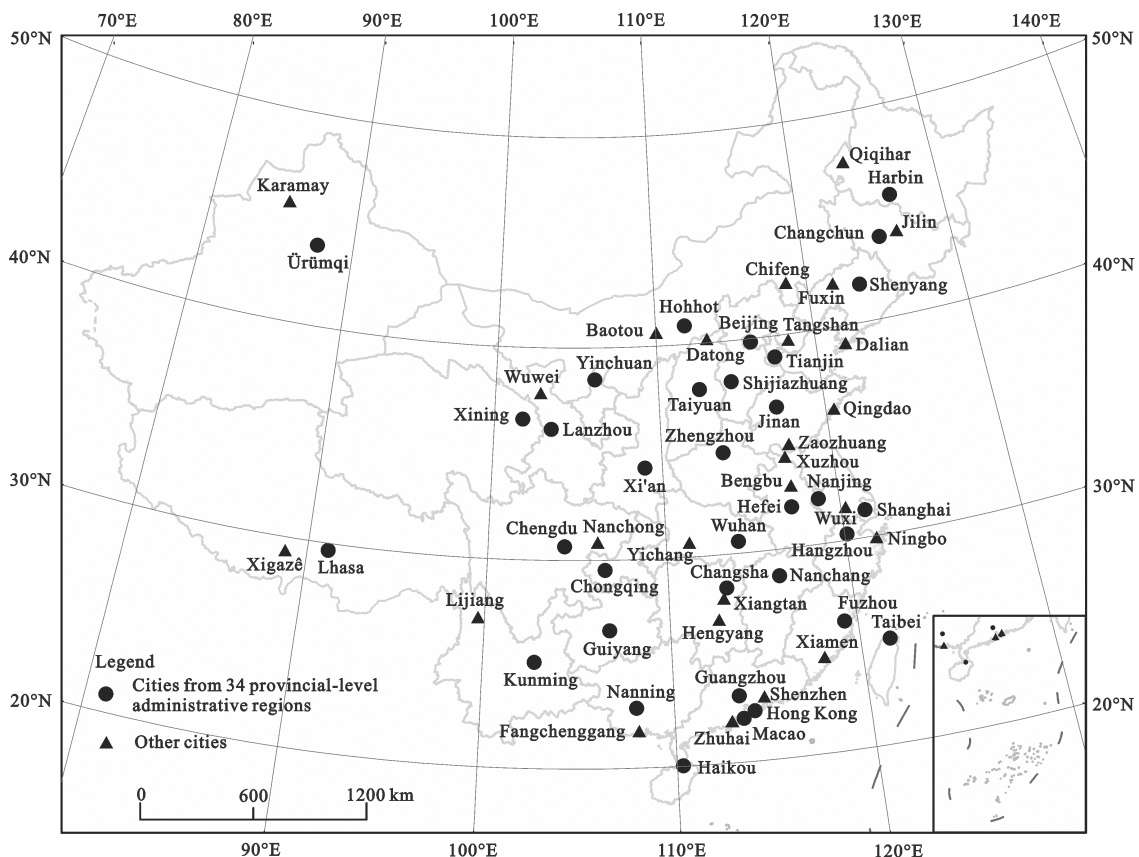 70°E 80°E 90°E 100°E 110°E 120°E 130°E 140°E
50°N 50°N
Qiqihar
Harbin
Karamay
Jilin
Changchun
Ürümqi
40°N 40°N
Chifeng
Fuxin Shenyang
Hohhot
Beijing Tangshan
Baotou
Datong Dalian
Tianjin
Yinchuan
Wuwei Shijiazhuang
Taiyuan
Xining Jinan Qingdao
Lanzhou
Zhengzhou Zaozhuang
Xuzhou
Xi'an
30°N 30°N
Bengbu Nanjing
Hefei Shanghai
Wuxi
Chengdu Nanchong Wuhan
Yichang Hangzhou Ningbo
Xigazê Lhasa
Changsha Nanchang
Chongqing
Lijiang Xiangtan Fuzhou
Hengyang Taibei
Xiamen
Guiyang
Legend
Kunming Guangzhou
Cities from 34 provincial-level
administrative regions
Nanning Shenzhen
20°N 20°N
Hong Kong
Fangchenggang Zhuhai Macao
Other cities
Haikou
0 600 1200 km
90°E 100°E 110°E 120°E